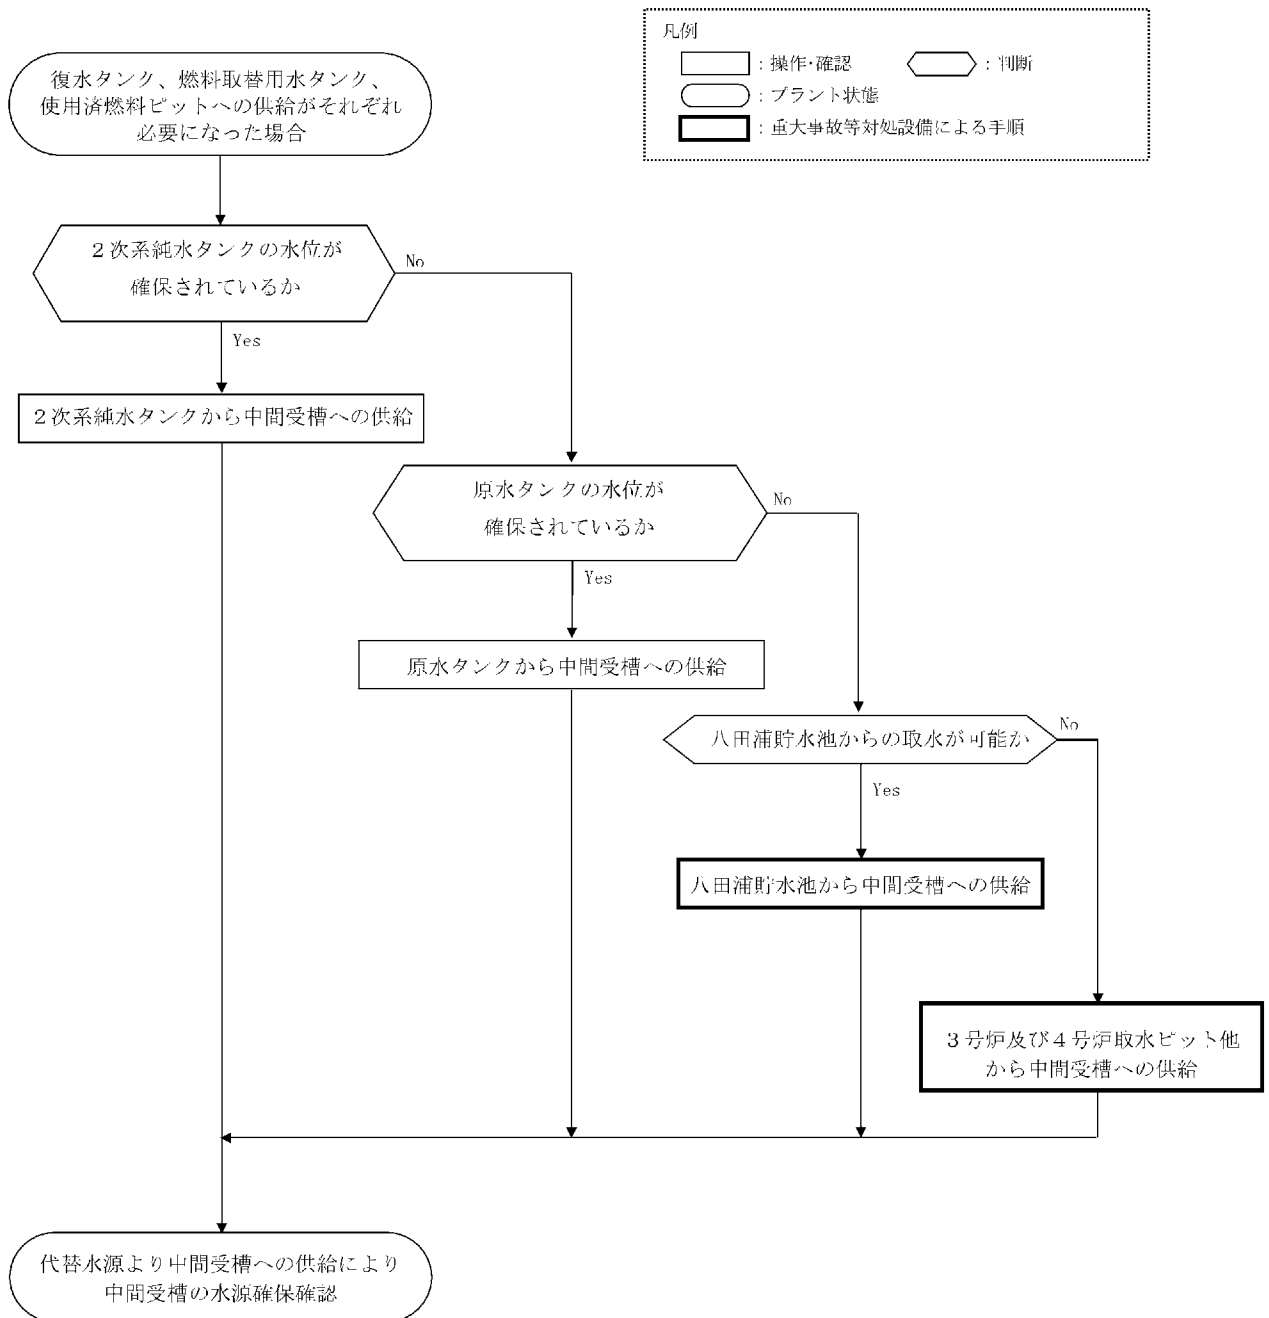 凡例
：操作・確認
：判断
：プラント状態
：重大事故等対処設備による手順
復水タンク、燃料取替用水タンク、
使用済燃料ピットへの供給がそれぞれ
必要になった場合
２次系純水タンクの水位が
確保されているか
No
Yes
２次系純水タンクから中間受槽への供給
原水タンクの水位が
確保されているか
No
Yes
原水タンクから中間受槽への供給
八田浦貯水池からの取水が可能か
No
Yes
八田浦貯水池から中間受槽への供給
３号炉及び４号炉取水ピット他
から中間受槽への供給
代替水源より中間受槽への供給により
中間受槽の水源確保確認